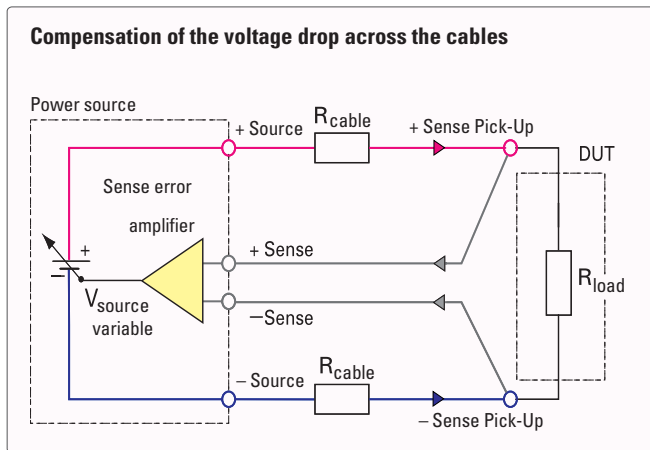 Compensation of the voltage drop across the cables
Power source
+ Source
Rcable
+ Sense Pick-Up
DUT
Sense error
amplifier
+ Sense
+
–
Vsource
variable
Rload
–Sense
– Source
Rcable
– Sense Pick-Up